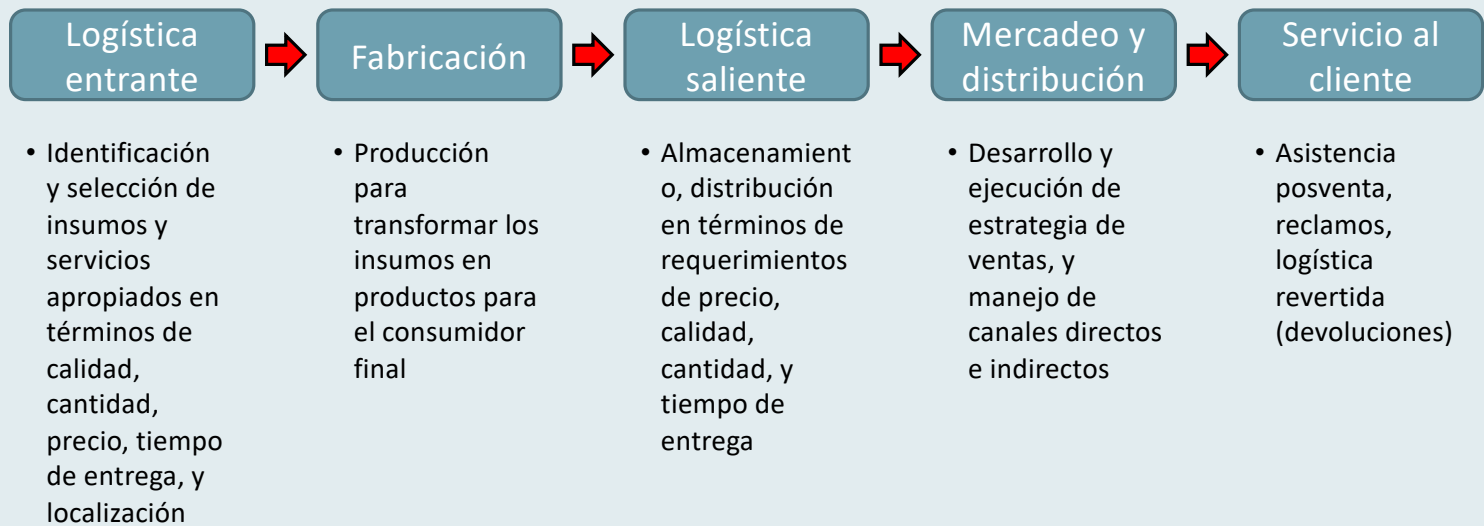 Logística
entrante
Fabricación
Logística
saliente
Mercadeo y
distribución
Servicio al
cliente
• Identificación
y selección de
insumos y
servicios
apropiados en
términos de
calidad,
cantidad,
precio, tiempo
de entrega, y
localización
• Producción
para
transformar los
insumos en
productos para
el consumidor
final
• Almacenamient
o, distribución
en términos de
requerimientos
de precio,
calidad,
cantidad, y
tiempo de
entrega
• Desarrollo y
ejecución de
estrategia de
ventas, y
manejo de
canales directos
e indirectos
• Asistencia
posventa,
reclamos,
logística
revertida
(devoluciones)